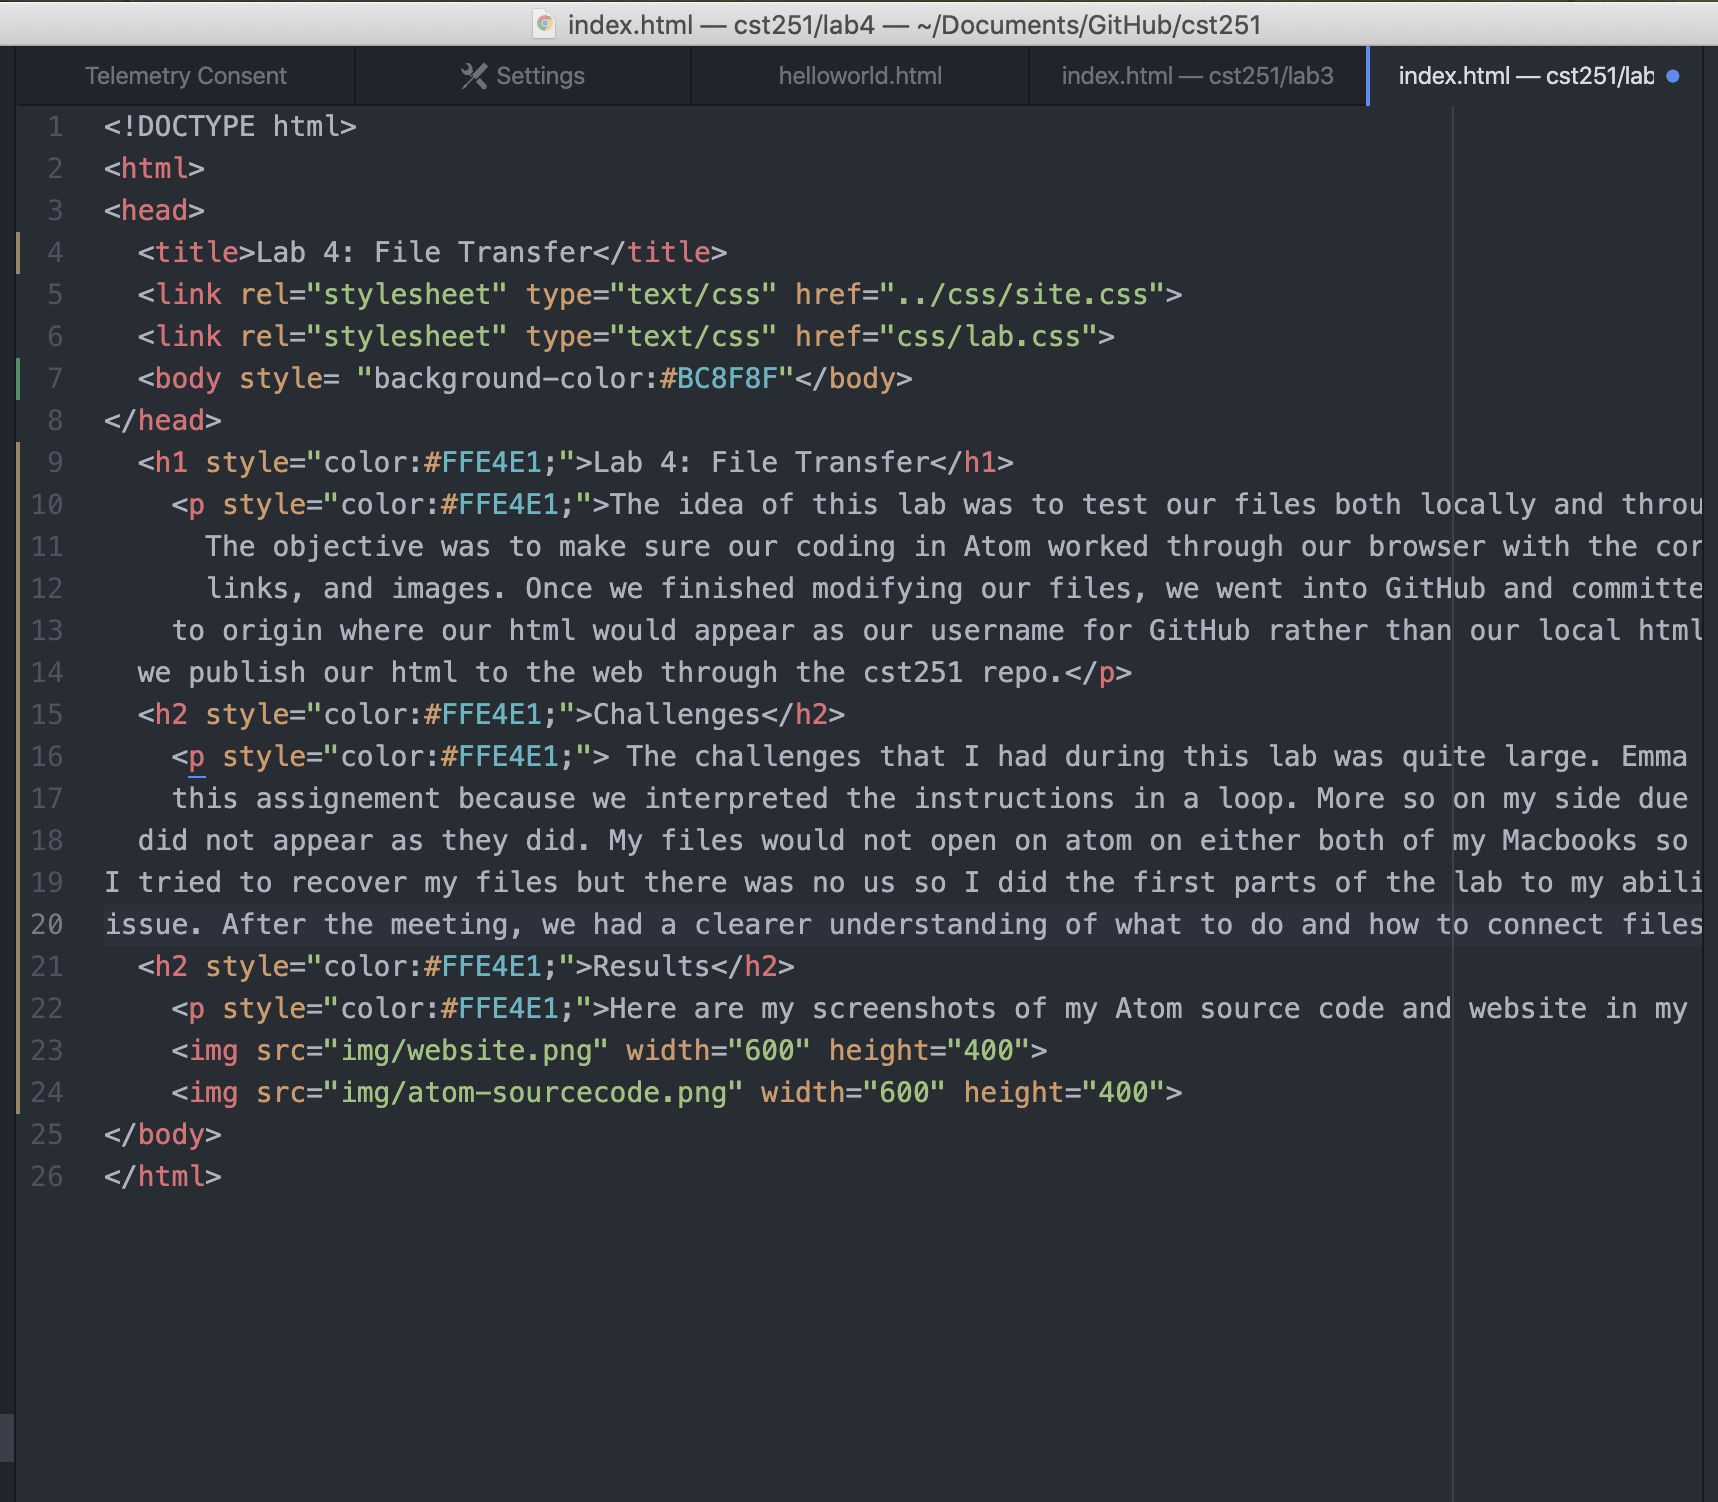 index.html — cst251/lab4 — ~/Documents/GitHub/cst251
Telemetry Consent Settings helloworld.html index.html — cst251/lab3 index.html — cst251/lab
1 <!DOCTYPE html>
2 <html>
3 <head>
4 <title>Lab 4: File Transfer</title>
5 <link rel="stylesheet" type="text/css" href="../css/site.css">
6 <link rel="stylesheet" type="text/css" href="css/lab.css">
7 <body style= "background-color:#BC8F8F"</body>
8 </head>
9 <h1 style="color:#FFE4E1;">Lab 4: File Transfer</h1>
10 <p style="color:#FFE4E1;">The idea of this lab was to test our files both locally and throu
11 The objective was to make sure our coding in Atom worked through our browser with the cor
12 links, and images. Once we finished modifying our files, we went into GitHub and committe
13 to origin where our html would appear as our username for GitHub rather than our local html
14 we publish our html to the web through the cst251 repo.</p>
15 <h2 style="color:#FFE4E1;">Challenges</h2>
16 <p style="color:#FFE4E1;"> The challenges that I had during this lab was quite large. Emma
17 this assignement because we interpreted the instructions in a loop. More so on my side due
18 did not appear as they did. My files would not open on atom on either both of my Macbooks so
19 I tried to recover my files but there was no us so I did the first parts of the lab to my abili
20 issue. After the meeting, we had a clearer understanding of what to do and how to connect files
21 <h2 style="color:#FFE4E1;">Results</h2>
22 <p style="color:#FFE4E1;">Here are my screenshots of my Atom source code and website in my
23 <img src="img/website.png" width="600" height="400">
24 <img src="img/atom-sourcecode.png" width="600" height="400">
25 </body>
26 </html>